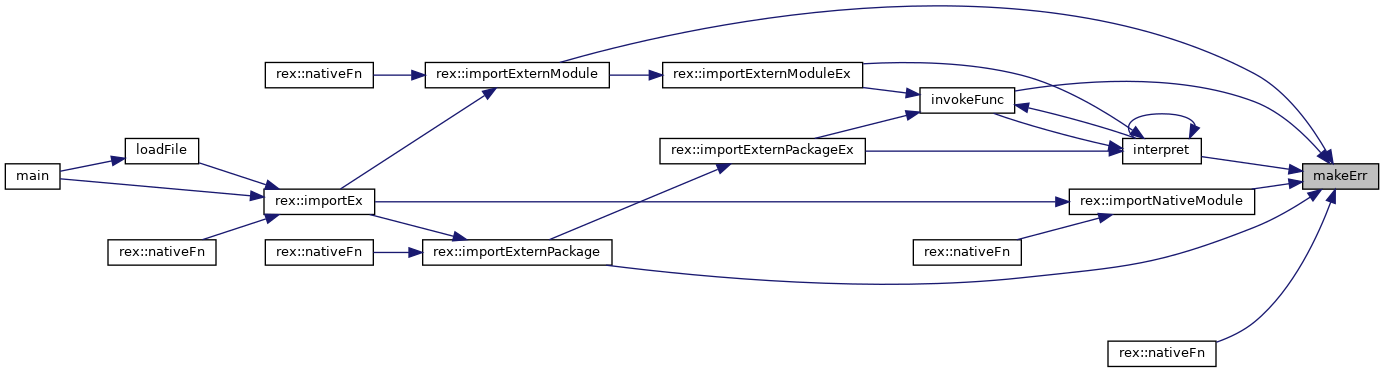 rex::nativeFn
rex::importExternModule
rex::importExternModuleEx
invokeFunc
loadFile
rex::importExternPackageEx
interpret
main
makeErr
rex::importEx
rex::importNativeModule
rex::nativeFn
rex::nativeFn
rex::importExternPackage
rex::nativeFn
rex::nativeFn